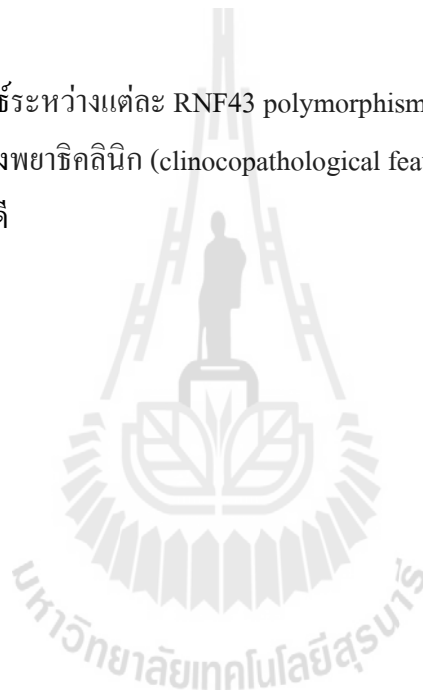 ธ์ระหว่างแต่ละ RNF43 polymorphism
งพยาธิคลินิก (clinocopathological feat
ดี
มหาวิทยาลัยเทคโนโลยีสุรนารี